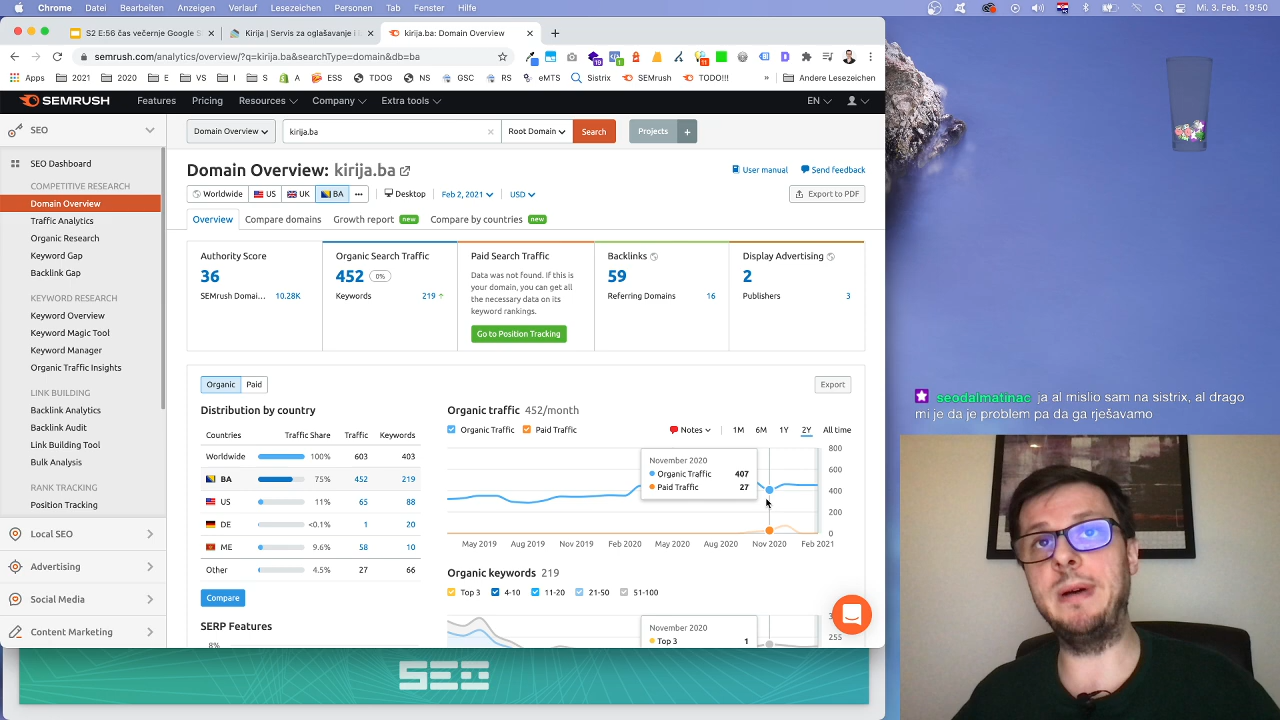 Chrome Datei Bearbeiten Anzeigen Verlauf Lesezeichen Personen Tab Fenster Hilfe
Mi. 3. Feb. 19:50
S2 E:56 čas večernje Google S
Kirija | Servis za oglašavanje i
kirija.ba: Domain Overview
semrush.com/analytics/overview/?q=kirija.ba&searchType=domain&db=ba
Apps 2021 2020 E VS I S A ESS TDOG NS GSC RS eMTS Sistrix SEMrush TODO!!! » Andere Lesezeichen
SEMRUSH Features Pricing Resources Company Extra tools EN
SEO
Domain Overview kirija.ba Root Domain Search Projects +
SEO Dashboard
COMPETITIVE RESEARCH
Domain Overview
Traffic Analytics
Organic Research
Keyword Gap
Backlink Gap
KEYWORD RESEARCH
Keyword Overview
Keyword Magic Tool
Keyword Manager
Organic Traffic Insights
LINK BUILDING
Backlink Analytics
Backlink Audit
Link Building Tool
Bulk Analysis
RANK TRACKING
Position Tracking
Local SEO
Advertising
Social Media
Content Marketing
Domain Overview: kirija.ba
User manual Send feedback
Worldwide US UK BA ••• Desktop Feb 2, 2021 USD Export to PDF
Overview Compare domains Growth report new Compare by countries new
Authority Score
36
SEMrush Domai... 10.28K
Organic Search Traffic
452 0%
Keywords 219
Paid Search Traffic
Data was not found. If this is
your domain, you can get all
the necessary data on its
keyword rankings.
Go to Position Tracking
Backlinks
59
Referring Domains 16
Display Advertising
2
Publishers 3
Organic Paid Export
Distribution by country
Countries Traffic Share Traffic Keywords
Worldwide 100% 603 403
BA 75% 452 219
US 11% 65 88
DE <0.1% 1 20
ME 9.6% 58 10
Other 4.5% 27 66
Compare
SERP Features
8%
Organic traffic 452/month
Organic Traffic Paid Traffic Notes 1M 6M 1Y 2Y All time
November 2020
Organic Traffic 407
Paid Traffic 27
800
600
400
200
0
May 2019 Aug 2019 Nov 2019 Feb 2020 May 2020 Aug 2020 Nov 2020 Feb 2021
Organic keywords 219
Top 3 4-10 11-20 21-50 51-100
November 2020
Top 3 1
255
seodalmatinac ja al mislio sam na sistrix, al drago
mi je da je problem pa da ga rješavamo
SEO